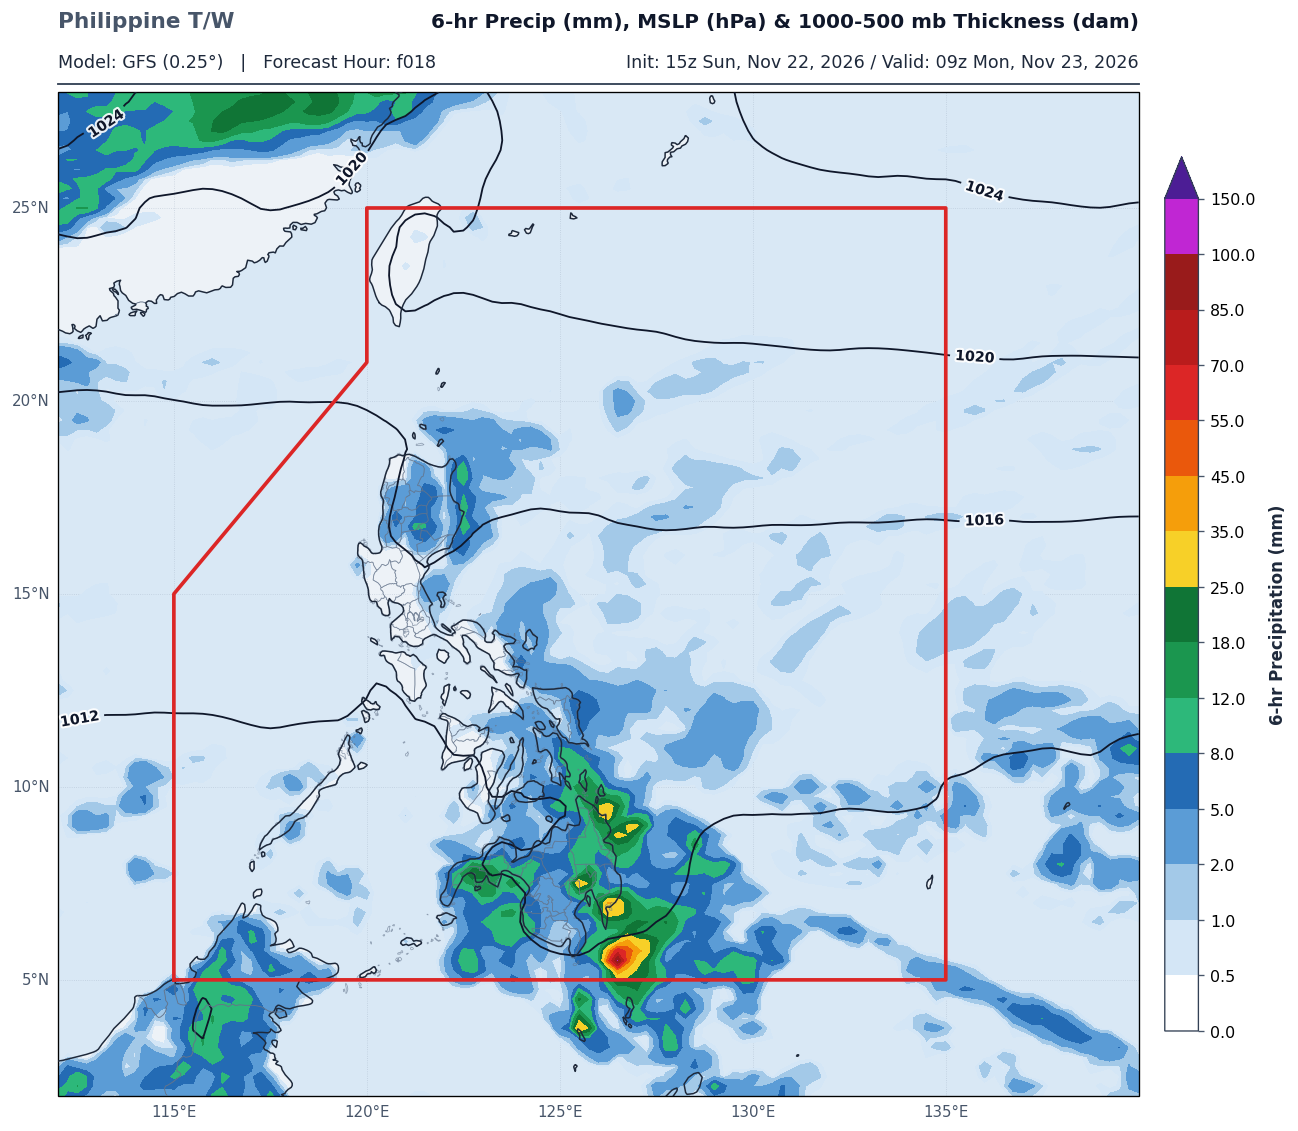 Philippine T/W
6-hr Precip (mm), MSLP (hPa) & 1000-500 mb Thickness (dam)
Model: GFS (0.25°) | Forecast Hour: f018
Init: 15z Sun, Nov 22, 2026 / Valid: 09z Mon, Nov 23, 2026
1024
1020
1024
1020
1016
1012
25°N
20°N
15°N
10°N
5°N
115°E
120°E
125°E
130°E
135°E
150.0
100.0
85.0
70.0
55.0
45.0
35.0
25.0
18.0
12.0
8.0
5.0
2.0
1.0
0.5
0.0
6-hr Precipitation (mm)